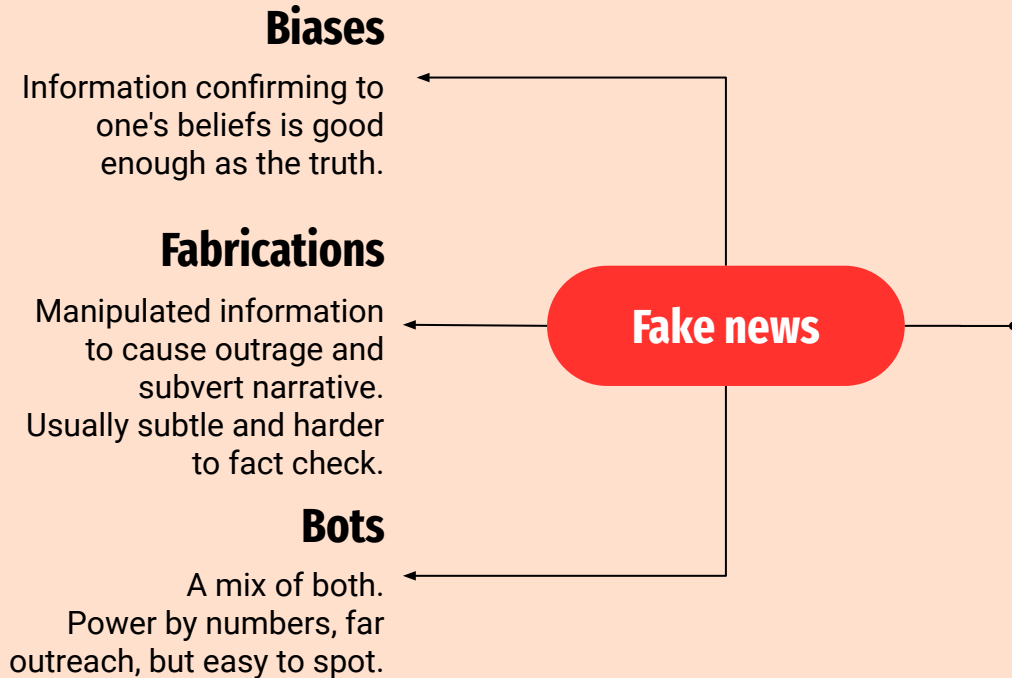 Biases
Information confirming to
one's beliefs is good
enough as the truth.
Fabrications
Manipulated information
to cause outrage and
subvert narrative.
Usually subtle and harder
to fact check.
Fake news
Bots
A mix of both.
Power by numbers, far
outreach, but easy to spot.